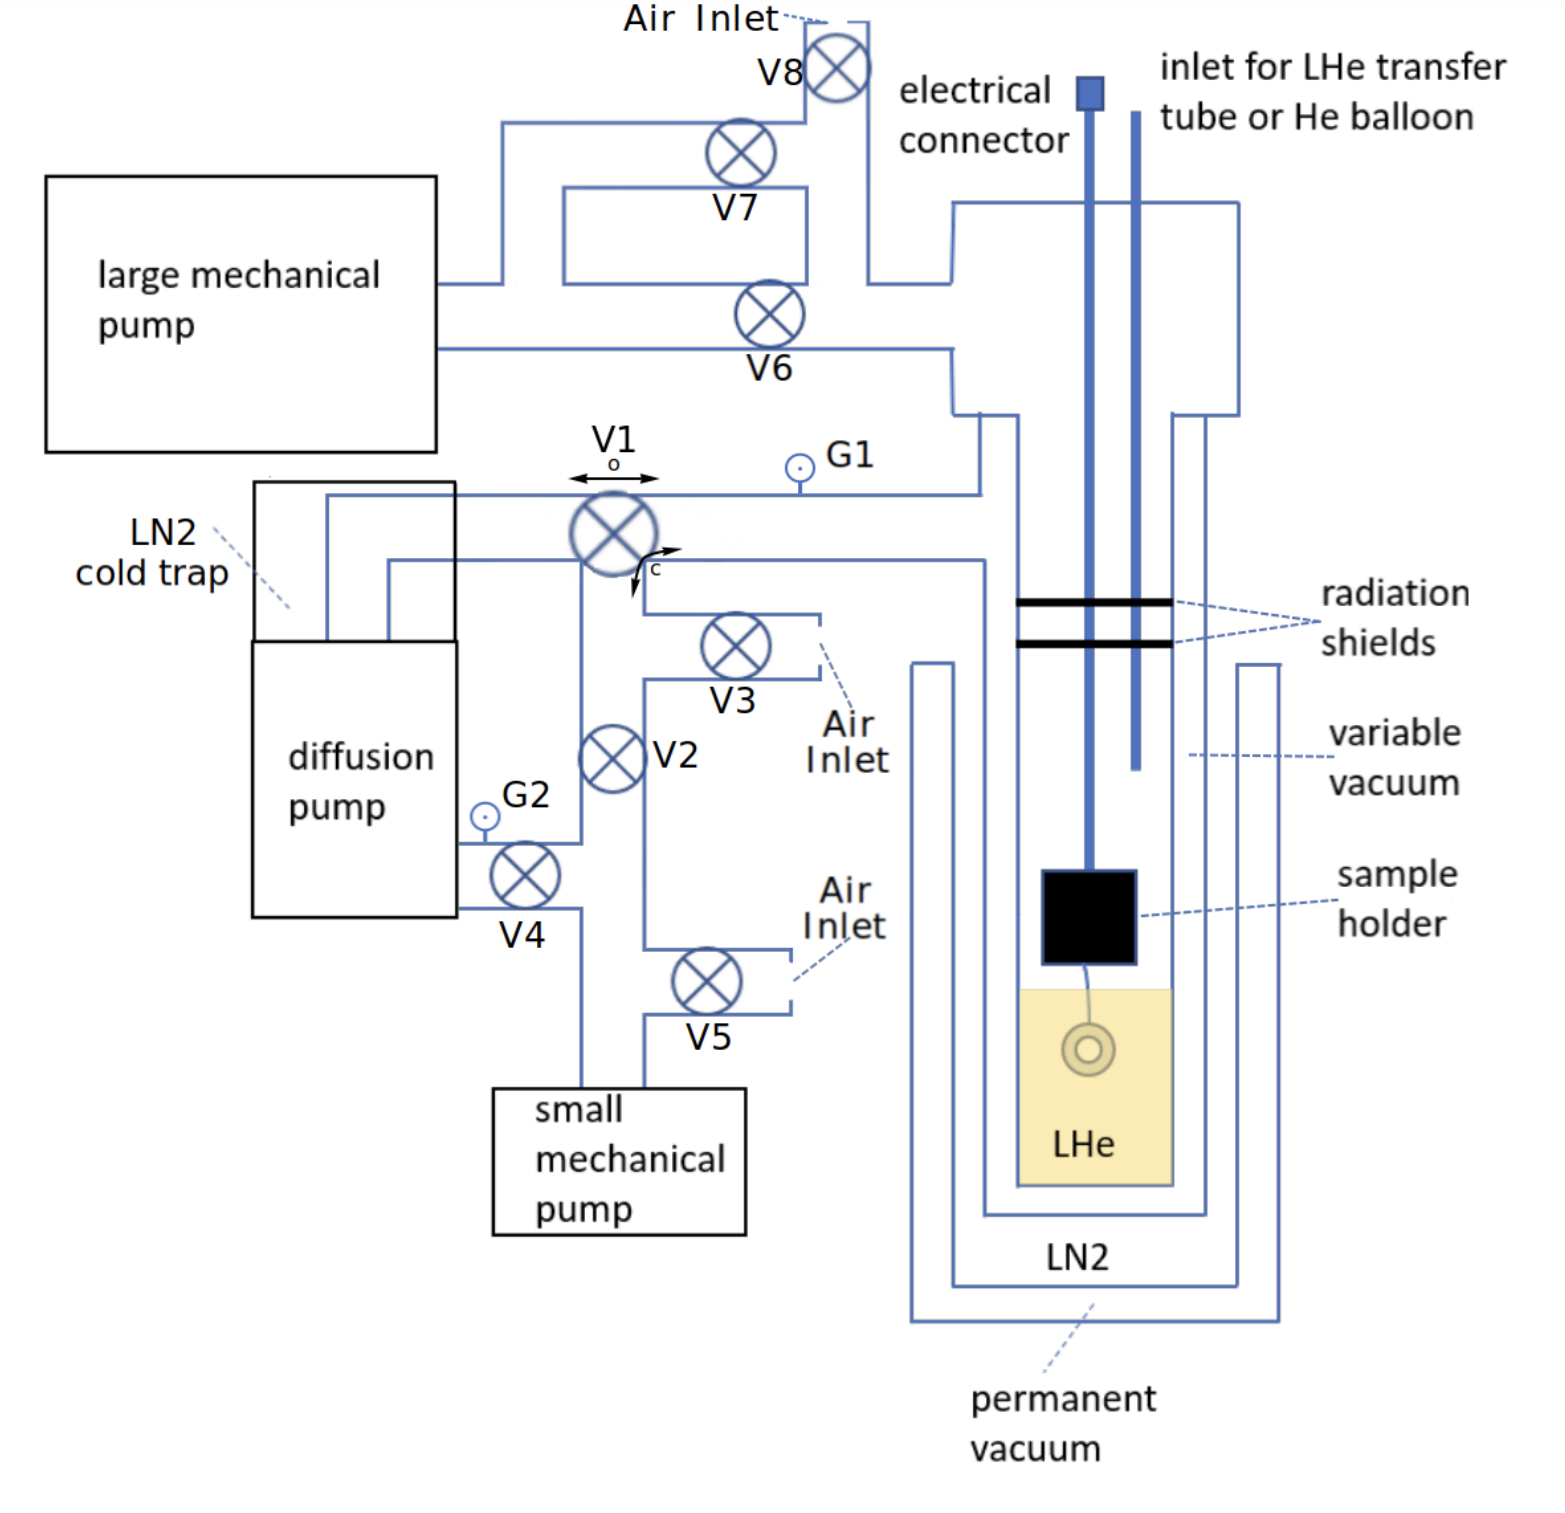 Air Inlet
V8
electrical
connector
inlet for LHe transfer
tube or He balloon
V7
large mechanical
pump
V6
V1
o
G1
LN2
cold trap
c
radiation
shields
V3
Air
Inlet
V2
variable
vacuum
diffusion
pump
G2
V4
Air
Inlet
sample
holder
V5
small
mechanical
pump
LHe
LN2
permanent
vacuum